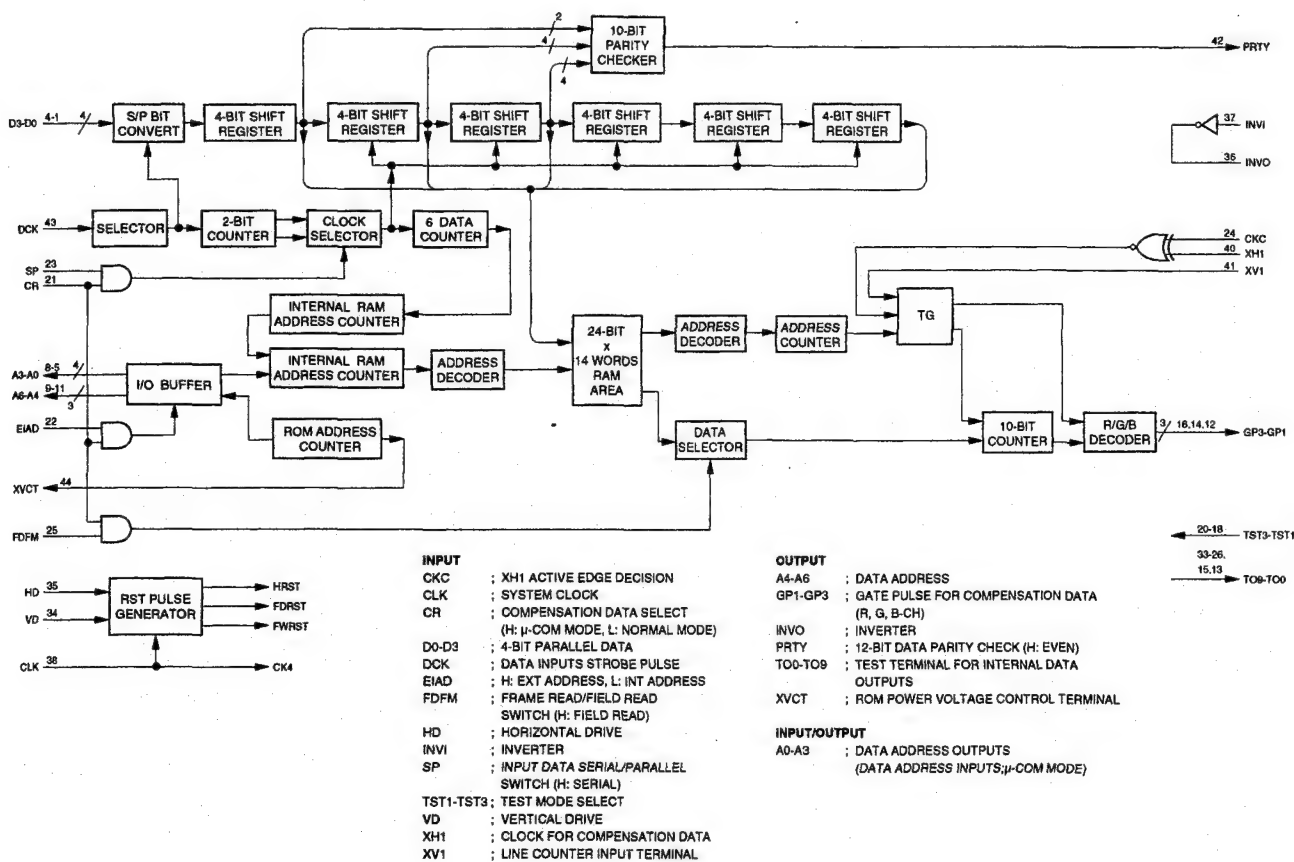 2
10-BIT
PARITY
CHECKER
4
4
42 PRTY
D3-D0 4-1 4
S/P BIT
CONVERT
4-BIT SHIFT
REGISTER
4-BIT SHIFT
REGISTER
4-BIT SHIFT
REGISTER
4-BIT SHIFT
REGISTER
4-BIT SHIFT
REGISTER
4-BIT SHIFT
REGISTER
37 INVI
36 INVO
DCK 43
SELECTOR
2-BIT
COUNTER
CLOCK
SELECTOR
6 DATA
COUNTER
SP 23
CR 21
24 CKC
40 XH1
41 XV1
INTERNAL RAM
ADDRESS COUNTER
INTERNAL RAM
ADDRESS COUNTER
ADDRESS
DECODER
24-BIT
x
14 WORDS
RAM
AREA
ADDRESS
DECODER
ADDRESS
COUNTER
TG
A3-A0 8-5 4
A6-A4 9-11 3
I/O BUFFER
EIAD 22
ROM ADDRESS
COUNTER
DATA
SELECTOR
10-BIT
COUNTER
R/G/B
DECODER
3 16,14,12 GP3-GP1
XVCT 44
FDFM 25
20-18 TST3-TST1
33-26,
15,13 TO9-TO0
HD 35
VD 34
RST PULSE
GENERATOR
HRST
FDRST
FWRST
CLK 38
CK4
INPUT
CKC ; XH1 ACTIVE EDGE DECISION
CLK ; SYSTEM CLOCK
CR ; COMPENSATION DATA SELECT
(H: μ-COM MODE, L: NORMAL MODE)
D0-D3 ; 4-BIT PARALLEL DATA
DCK ; DATA INPUTS STROBE PULSE
EIAD ; H: EXT ADDRESS, L: INT ADDRESS
FDFM ; FRAME READ/FIELD READ
SWITCH (H: FIELD READ)
HD ; HORIZONTAL DRIVE
INVI ; INVERTER
SP ; INPUT DATA SERIAL/PARALLEL
SWITCH (H: SERIAL)
TST1-TST3 ; TEST MODE SELECT
VD ; VERTICAL DRIVE
XH1 ; CLOCK FOR COMPENSATION DATA
XV1 ; LINE COUNTER INPUT TERMINAL
OUTPUT
A4-A6 ; DATA ADDRESS
GP1-GP3 ; GATE PULSE FOR COMPENSATION DATA
(R, G, B-CH)
INVO ; INVERTER
PRTY ; 12-BIT DATA PARITY CHECK (H: EVEN)
TO0-TO9 ; TEST TERMINAL FOR INTERNAL DATA
OUTPUTS
XVCT ; ROM POWER VOLTAGE CONTROL TERMINAL
INPUT/OUTPUT
A0-A3 ; DATA ADDRESS OUTPUTS
(DATA ADDRESS INPUTS;μ-COM MODE)